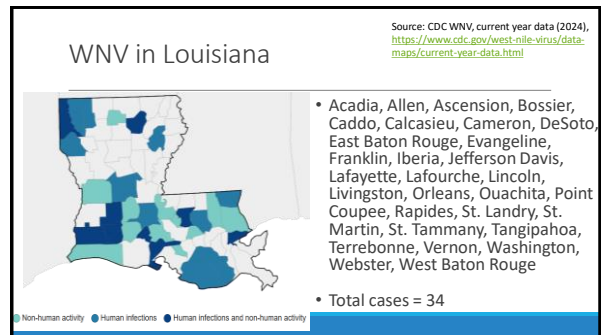 Source: CDC WNV, current year data (2024),
https://www.cdc.gov/west-nile-virus/data-
maps/current-year-data.html
WNV in Louisiana
• Acadia, Allen, Ascension, Bossier,
Caddo, Calcasieu, Cameron, DeSoto,
East Baton Rouge, Evangeline,
Franklin, Iberia, Jefferson Davis,
Lafayette, Lafourche, Lincoln,
Livingston, Orleans, Ouachita, Point
Coupee, Rapides, St. Landry, St.
Martin, St. Tammany, Tangipahoa,
Terrebonne, Vernon, Washington,
Webster, West Baton Rouge
• Total cases = 34
Non-human activity Human infections Human infections and non-human activity